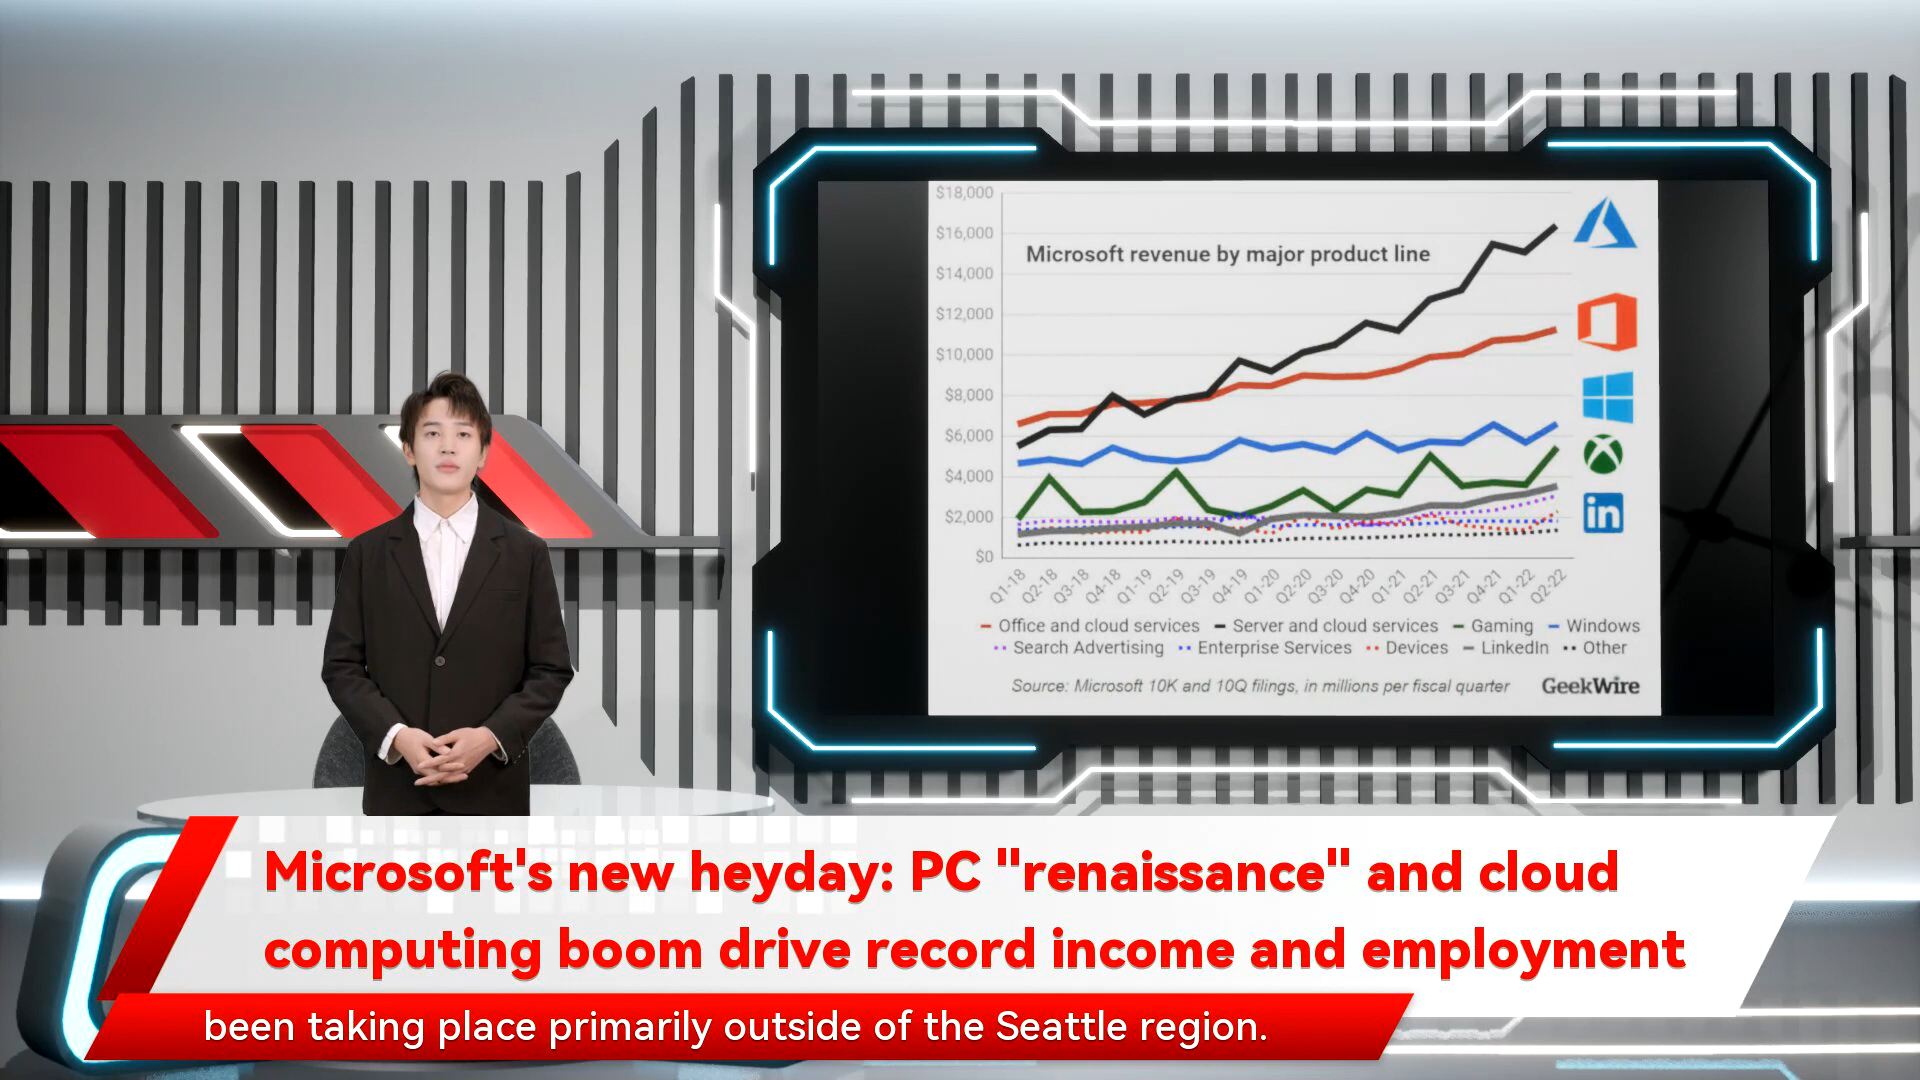 $18,000
$16,000
$14,000
$12,000
$10,000
$8,000
$6,000
$4,000
$2,000
$0
Microsoft revenue by major product line
in
Q1-18 Q2-18 Q3-18 Q4-18 Q1-19 Q2-19 Q3-19 Q4-19 Q1-20 Q2-20 Q3-20 Q4-20 Q1-21 Q2-21 Q3-21 Q4-21 Q1-22 Q2-22
Office and cloud services Server and cloud services Gaming Windows
Search Advertising Enterprise Services Devices LinkedIn Other
Source: Microsoft 10K and 10Q filings, in millions per fiscal quarter GeekWire
Microsoft's new heyday: PC "renaissance" and cloud
computing boom drive record income and employment
been taking place primarily outside of the Seattle region.